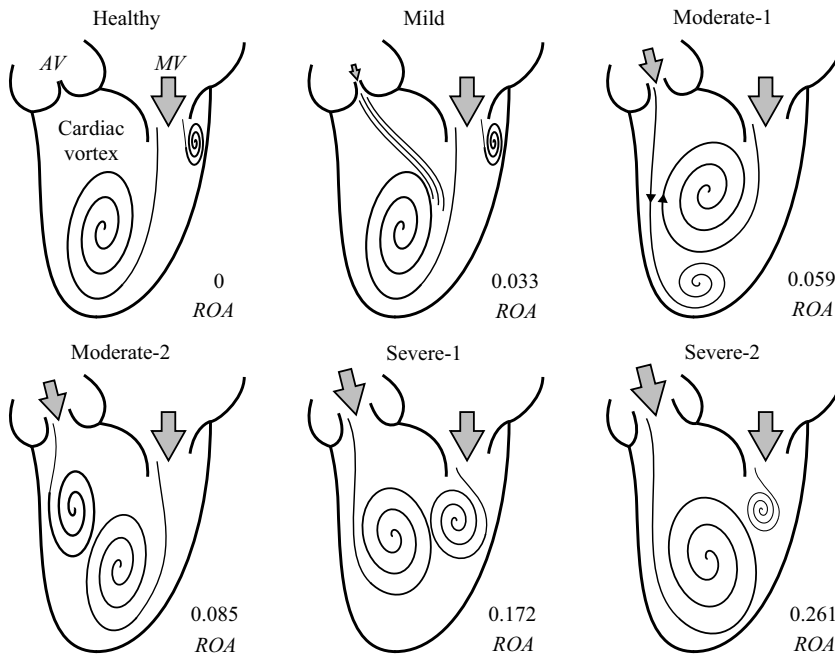 Healthy
Mild
Moderate-1
AV
MV
Cardiac
vortex
0
ROA
0.033
ROA
0.059
ROA
Moderate-2
Severe-1
Severe-2
0.085
ROA
0.172
ROA
0.261
ROA